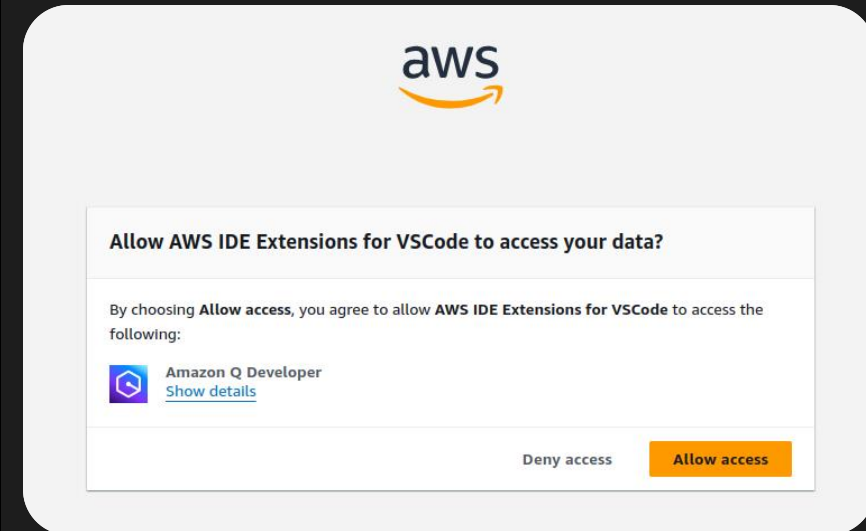 aws
Allow AWS IDE Extensions for VSCode to access your data?
By choosing Allow access, you agree to allow AWS IDE Extensions for VSCode to access the
following:
Amazon Q Developer
Show details
Deny access
Allow access